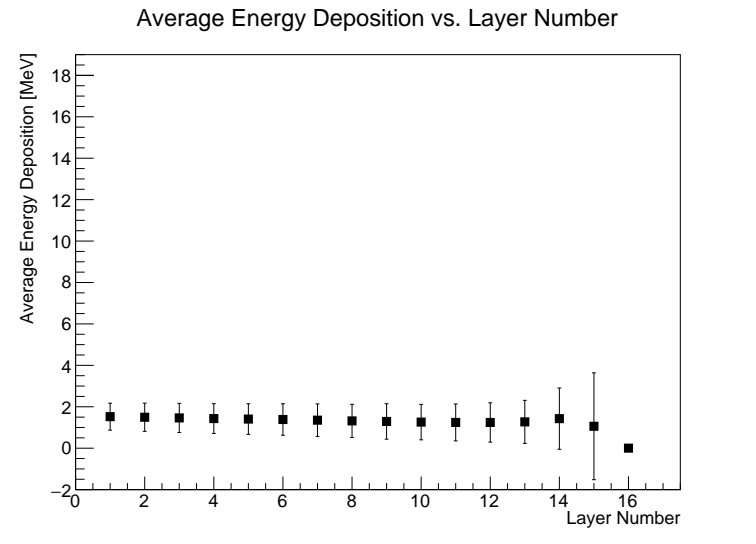 Average Energy Deposition vs. Layer Number
Average Energy Deposition [MeV]
18
16
14
12
10
8
6
4
2
0
−2
0 2 4 6 8 10 12 14 16
Layer Number